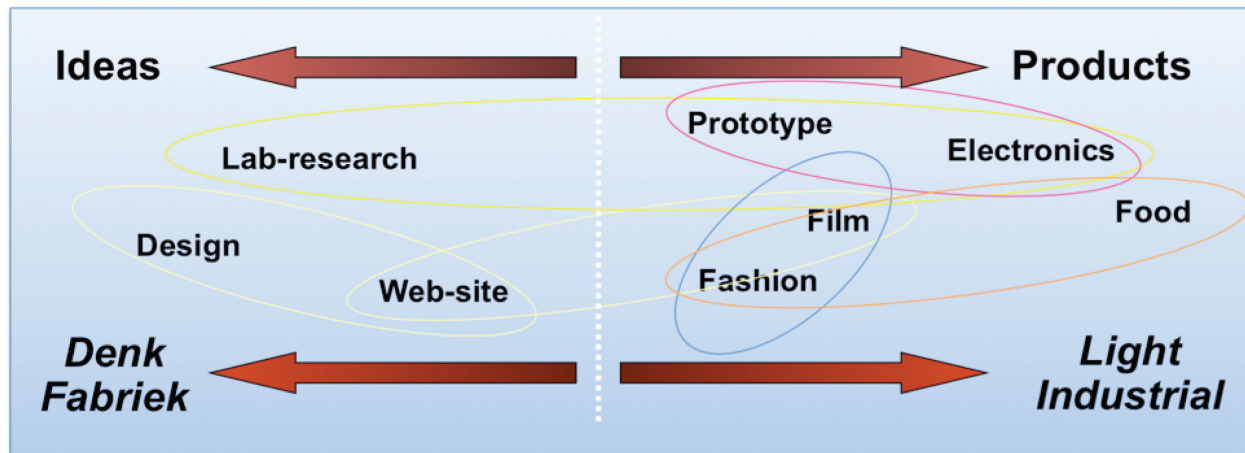 Ideas
Products
Prototype
Electronics
Lab-research
Food
Film
Design
Fashion
Web-site
Denk
Fabriek
Light
Industrial